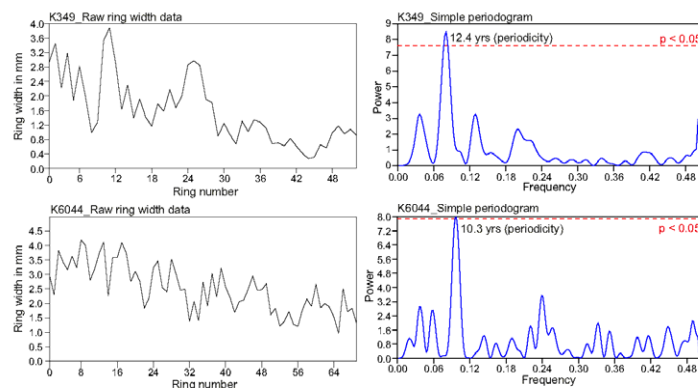 K349_Raw ring width data
Ring width in mm
4.0
3.6
3.2
2.8
2.4
2.0
1.6
1.2
0.8
0.4
0.0
0 6 12 18 24 30 36 42 48
Ring number
K349_Simple periodogram
Power
9
8
7
6
5
4
3
2
1
0
12.4 yrs (periodicity)
p < 0.05
0.00 0.06 0.12 0.18 0.24 0.30 0.36 0.42 0.48
Frequency
K6044_Raw ring width data
Ring width in mm
4.5
4.0
3.5
3.0
2.5
2.0
1.5
1.0
0.5
0.0
0 8 16 24 32 40 48 56 64
Ring number
K6044_Simple periodogram
Power
8.0
7.2
6.4
5.6
4.8
4.0
3.2
2.4
1.6
0.8
0.0
10.3 yrs (periodicity)
p < 0.05
0.00 0.06 0.12 0.18 0.24 0.30 0.36 0.42 0.48
Frequency